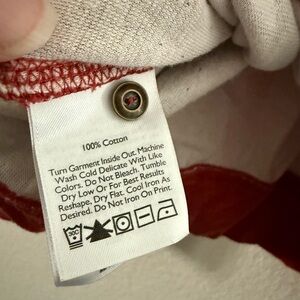 100% Cotton
Turn Garment Inside Out. Machine
Wash Cold Delicate With Like
Colors. Do Not Bleach. Tumble
Dry Low Or For Best Results
Reshape, Dry Flat. Cool Iron As
Desired. Do Not Iron On Print.